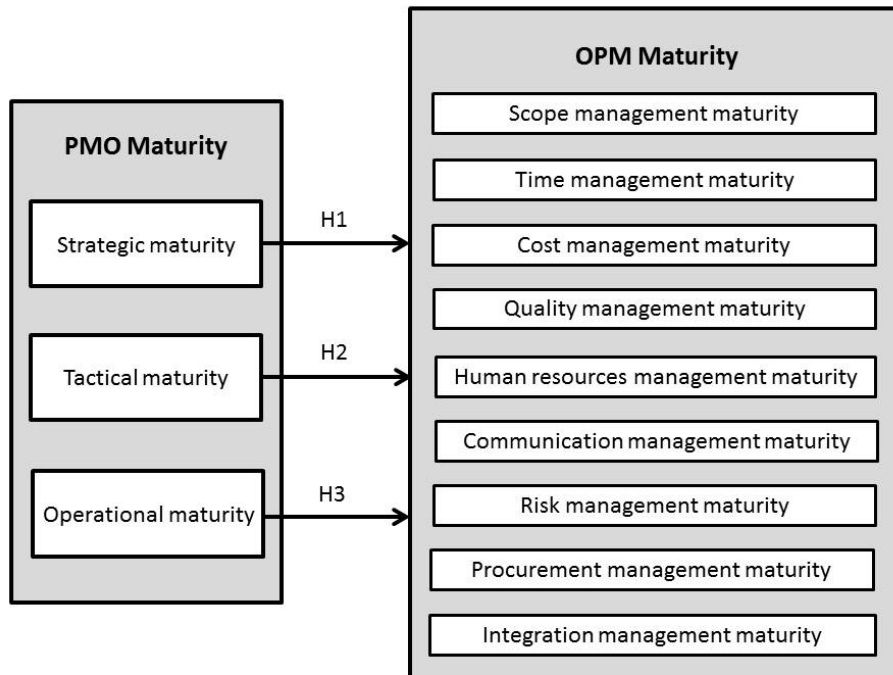 PMO Maturity
Strategic maturity
Tactical maturity
Operational maturity
H1
H2
H3
OPM Maturity
Scope management maturity
Time management maturity
Cost management maturity
Quality management maturity
Human resources management maturity
Communication management maturity
Risk management maturity
Procurement management maturity
Integration management maturity